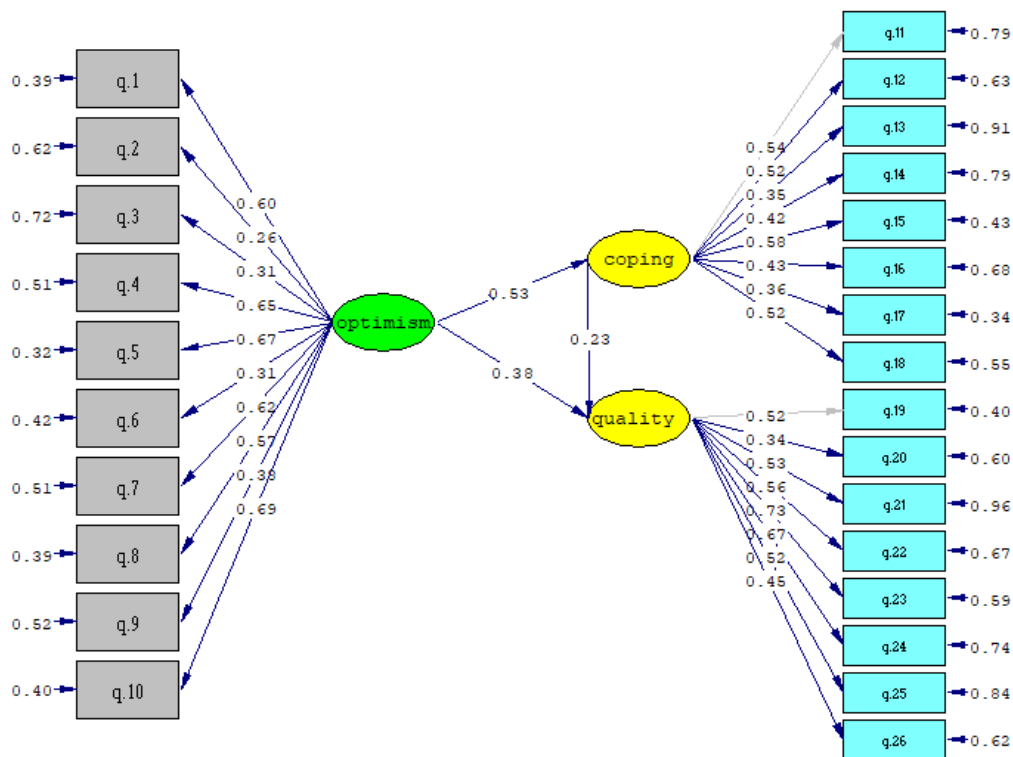 0.39 q.1
0.62 q.2
0.72 q.3
0.51 q.4
0.32 q.5
0.42 q.6
0.51 q.7
0.39 q.8
0.52 q.9
0.40 q.10
0.60
0.26
0.31
0.65
0.67
0.31
0.62
0.57
0.38
0.69
optimism
0.53
0.38
coping
0.23
quality
0.54
0.52
0.35
0.42
0.58
0.43
0.36
0.52
0.52
0.34
0.53
0.56
0.73
0.67
0.52
0.45
q.11 0.79
q.12 0.63
q.13 0.91
q.14 0.79
q.15 0.43
q.16 0.68
q.17 0.34
q.18 0.55
q.19 0.40
q.20 0.60
q.21 0.96
q.22 0.67
q.23 0.59
q.24 0.74
q.25 0.84
q.26 0.62